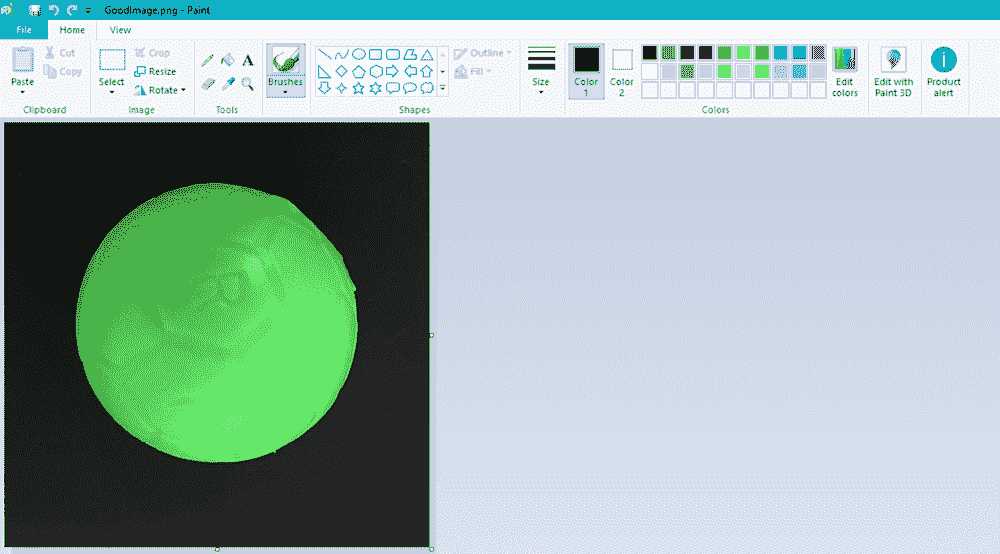 GoodImage.png - Paint
File Home View
Paste Cut Copy Clipboard
Select Crop Resize Rotate Image
Tools
Brushes
Outline Fill Shapes
Size
Color 1 Color 2 Edit colors Colors
Edit with Paint 3D
Product alert